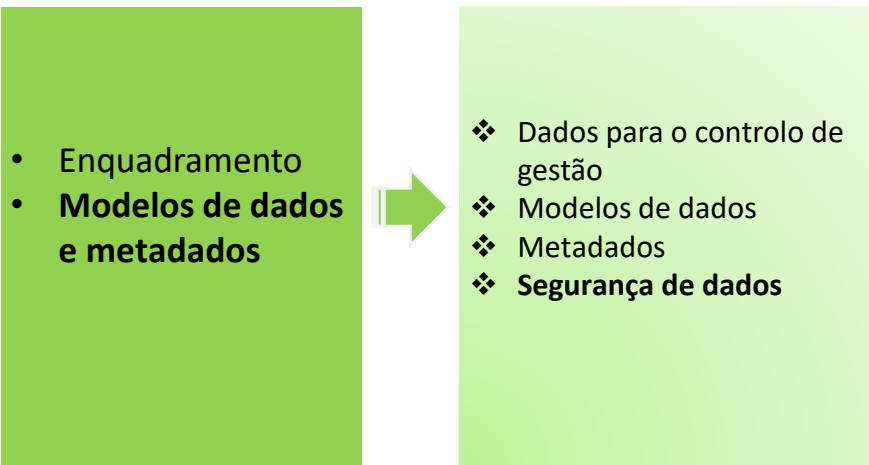 • Enquadramento
• Modelos de dados
e metadados
❖ Dados para o controlo de
gestão
❖ Modelos de dados
❖ Metadados
❖ Segurança de dados